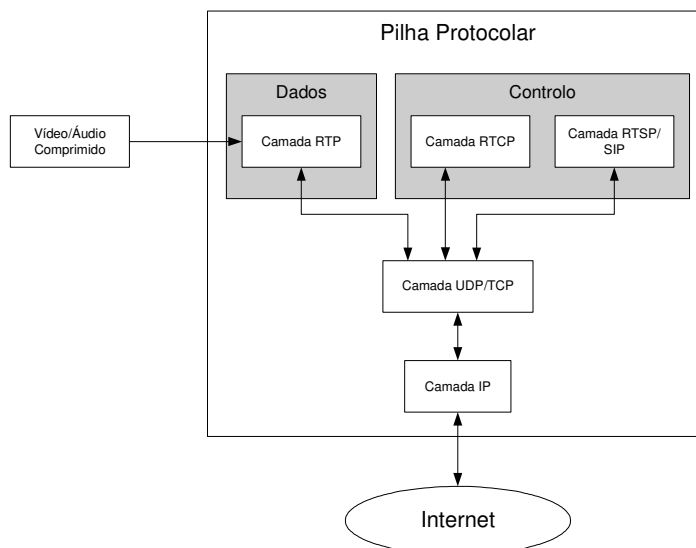 Pilha Protocolar
Dados
Controlo
Vídeo/Áudio
Comprimido
Camada RTP
Camada RTCP
Camada RTSP/
SIP
Camada UDP/TCP
Camada IP
Internet